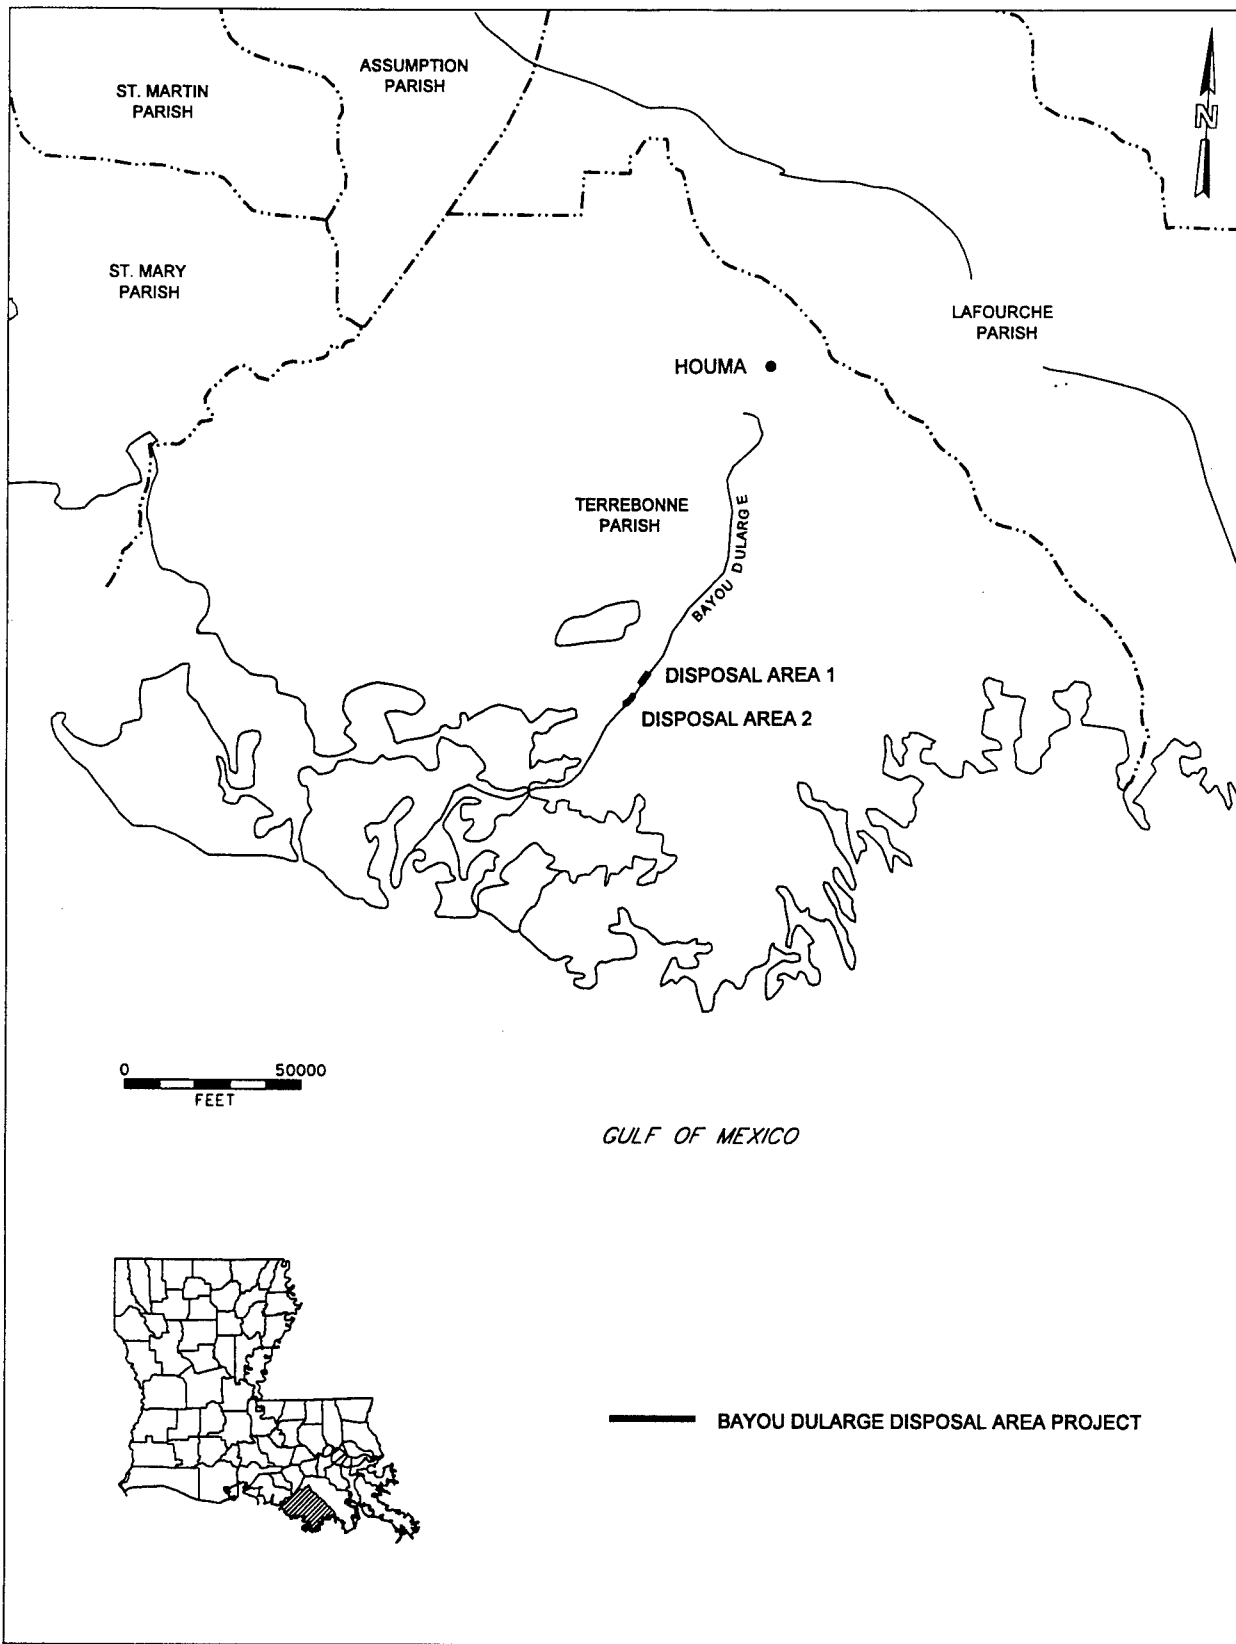 ASSUMPTION
PARISH
ST. MARTIN
PARISH
N
ST. MARY
PARISH
LAFOURCHE
PARISH
HOUMA
TERREBONNE
PARISH
BAYOU DULARGE
DISPOSAL AREA 1
DISPOSAL AREA 2
0 50000
FEET
GULF OF MEXICO
BAYOU DULARGE DISPOSAL AREA PROJECT